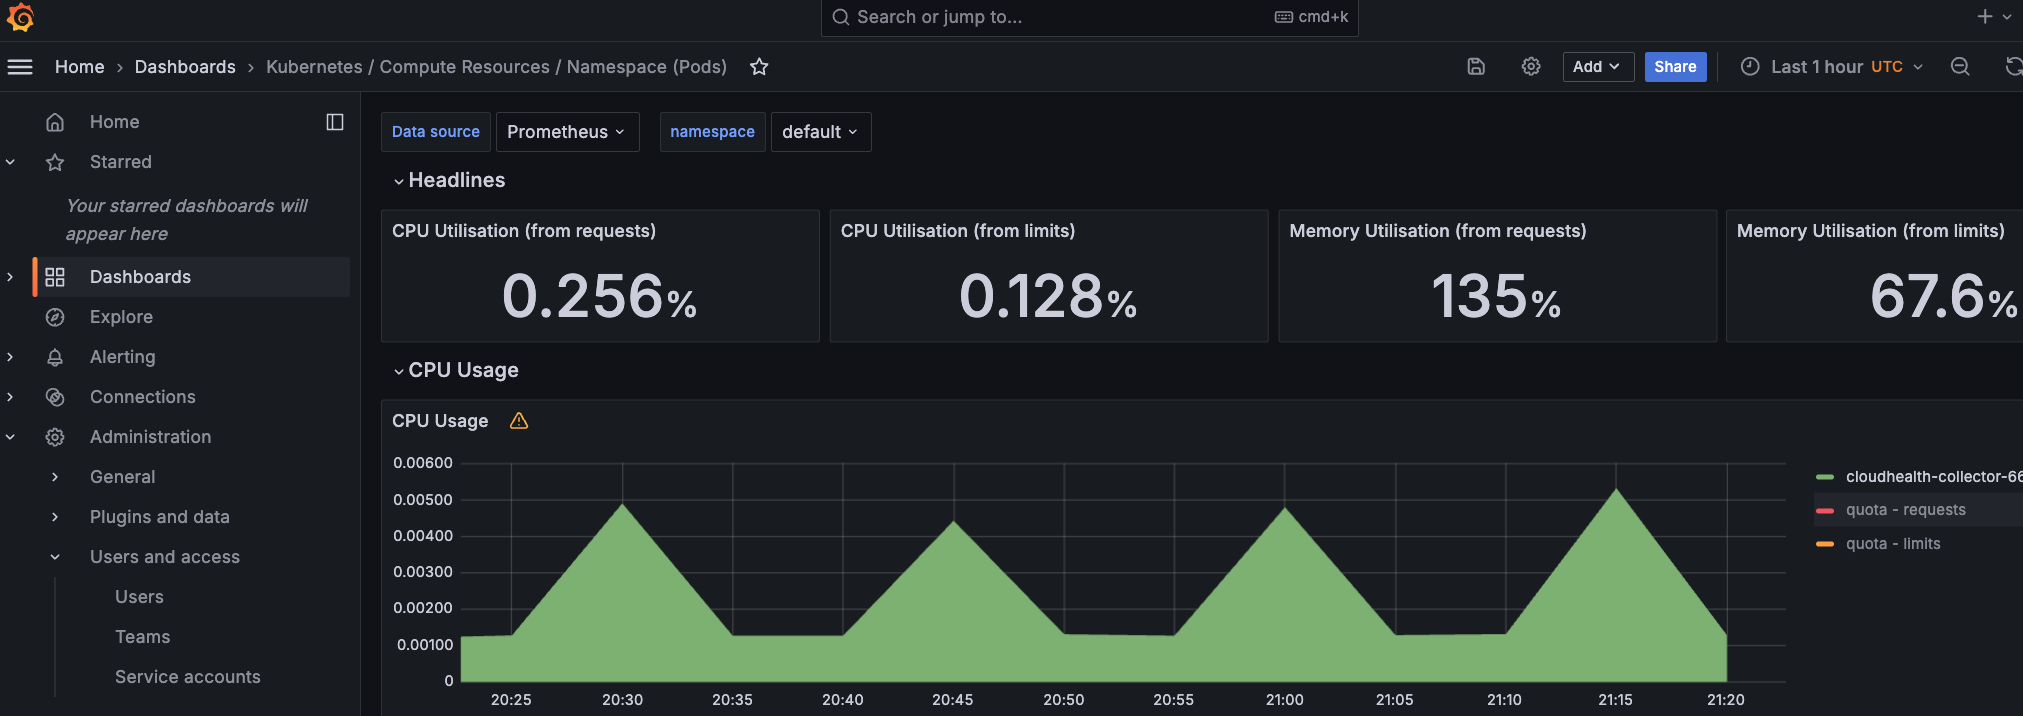 Search or jump to... cmd+k
Home › Dashboards › Kubernetes / Compute Resources / Namespace (Pods)
Add
Share
Last 1 hour UTC
Home
Starred
Your starred dashboards will
appear here
Dashboards
Explore
Alerting
Connections
Administration
General
Plugins and data
Users and access
Users
Teams
Service accounts
Data source Prometheus namespace default
Headlines
CPU Utilisation (from requests)
0.256%
CPU Utilisation (from limits)
0.128%
Memory Utilisation (from requests)
135%
Memory Utilisation (from limits)
67.6%
CPU Usage
CPU Usage
0.00600
0.00500
0.00400
0.00300
0.00200
0.00100
0
20:25 20:30 20:35 20:40 20:45 20:50 20:55 21:00 21:05 21:10 21:15 21:20
cloudhealth-collector-66
quota - requests
quota - limits